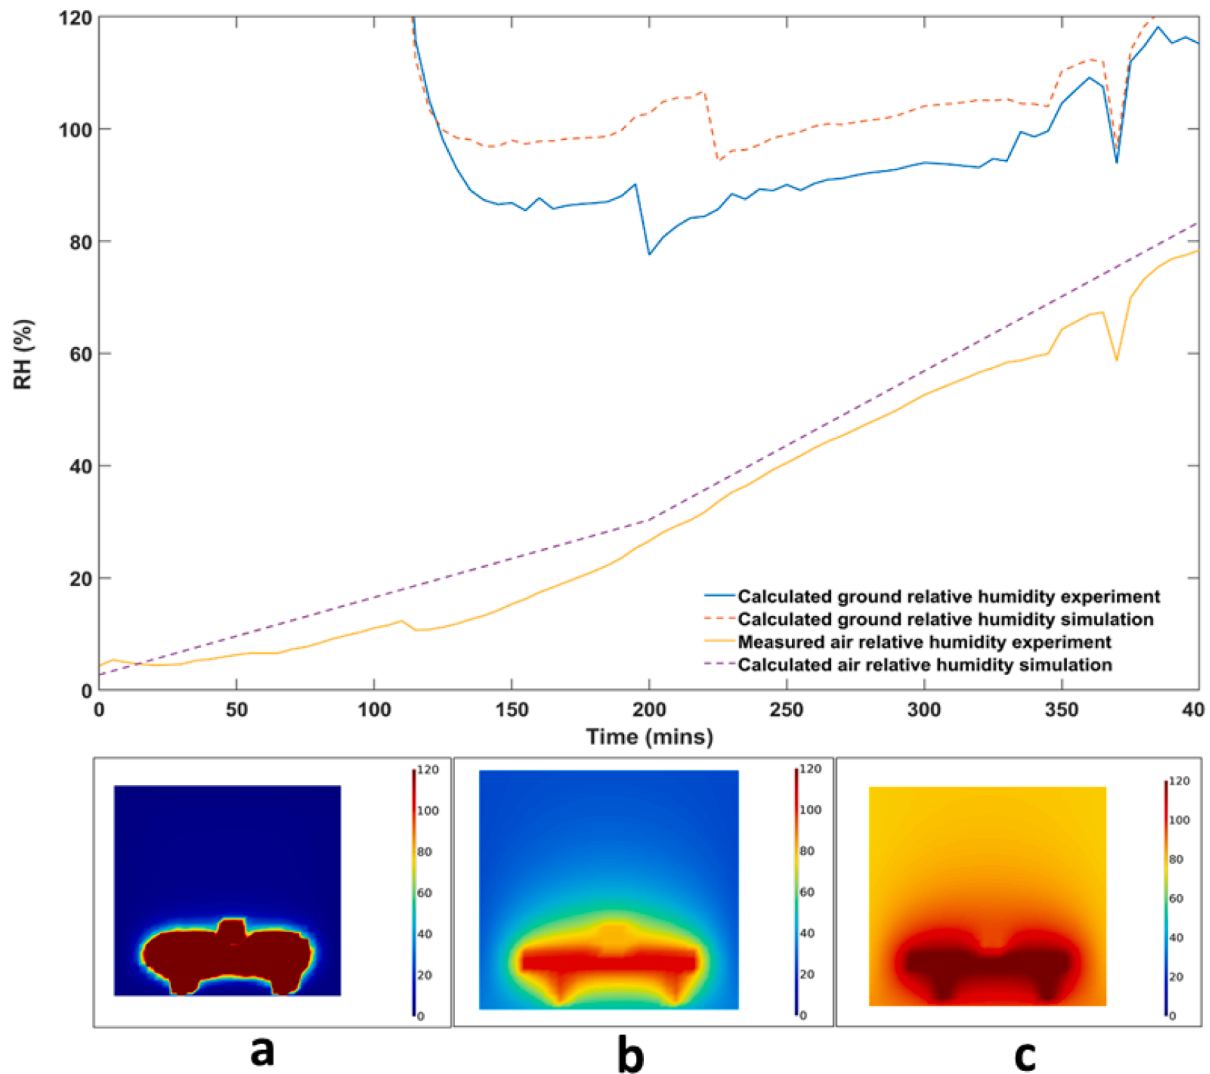 120
100
80
60
40
20
0
RH (%)
Calculated ground relative humidity experiment
Calculated ground relative humidity simulation
Measured air relative humidity experiment
Calculated air relative humidity simulation
0 50 100 150 200 250 300 350 40
Time (mins)
120 120 120
100 100 100
80 80 80
60 60 60
40 40 40
20 20 20
0 0 0
a b c